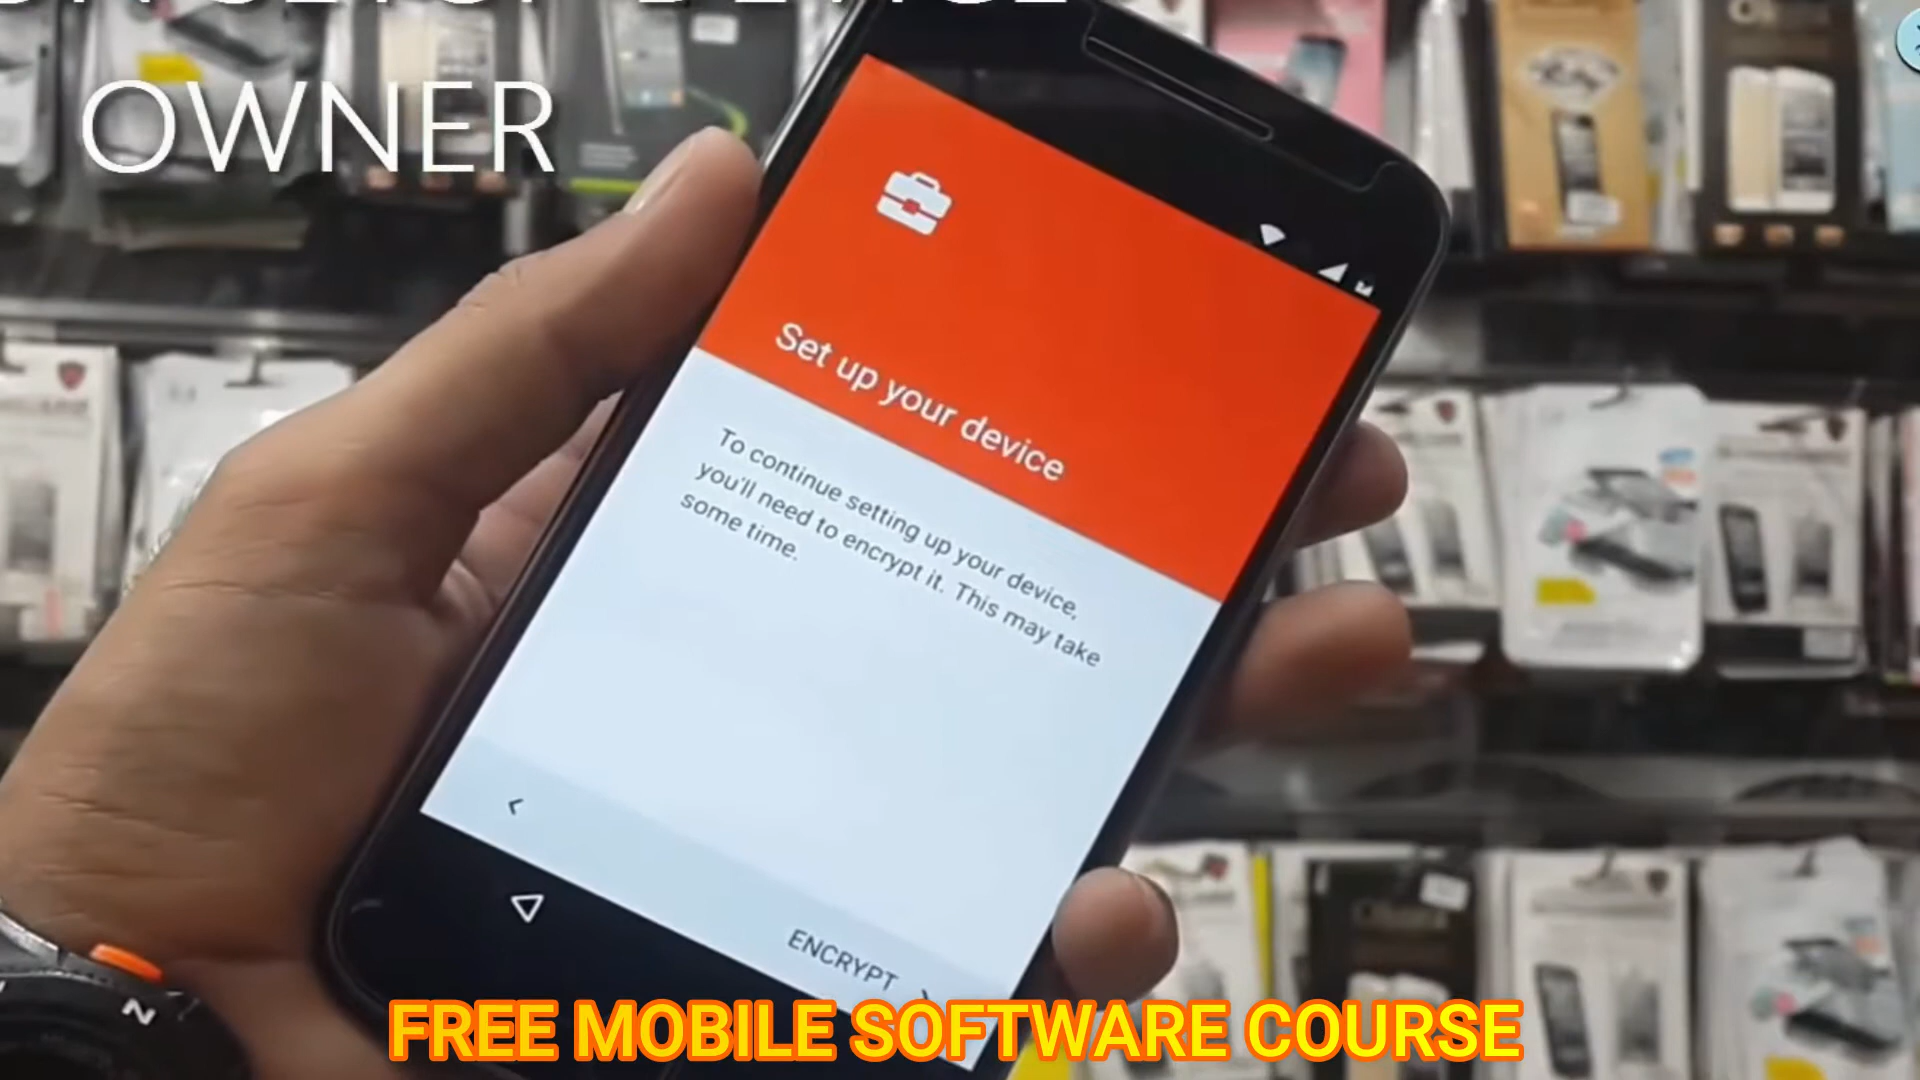 OWNER
Set up your device
To continue setting up your device,
you'll need to encrypt it. This may take
some time.
ENCRYPT
N
FREE MOBILE SOFTWARE COURSE